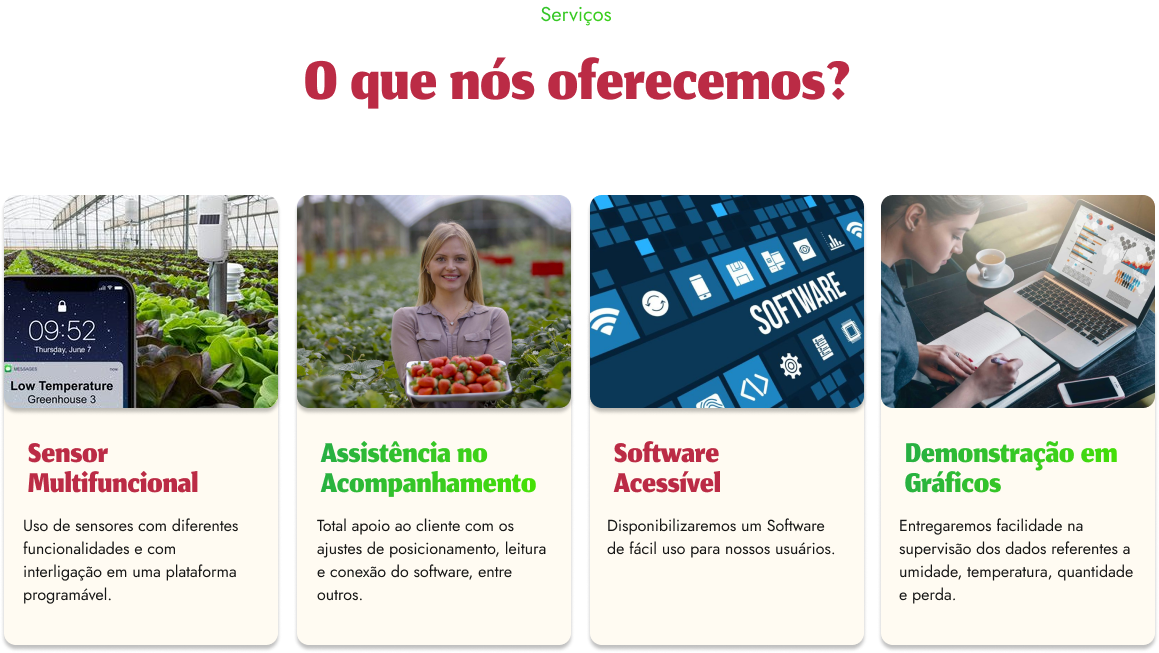 Serviços
O que nós oferecemos?
09:52
Thursday, June 7
MESSAGES
now
Low Temperature
Greenhouse 3
SOFTWARE
Sensor
Multifuncional
Uso de sensores com diferentes
funcionalidades e com
interligação em uma plataforma
programável.
Assistência no
Acompanhamento
Total apoio ao cliente com os
ajustes de posicionamento, leitura
e conexão do software, entre
outros.
Software
Acessível
Disponibilizaremos um Software
de fácil uso para nossos usuários.
Demonstração em
Gráficos
Entregaremos facilidade na
supervisão dos dados referentes a
umidade, temperatura, quantidade
e perda.